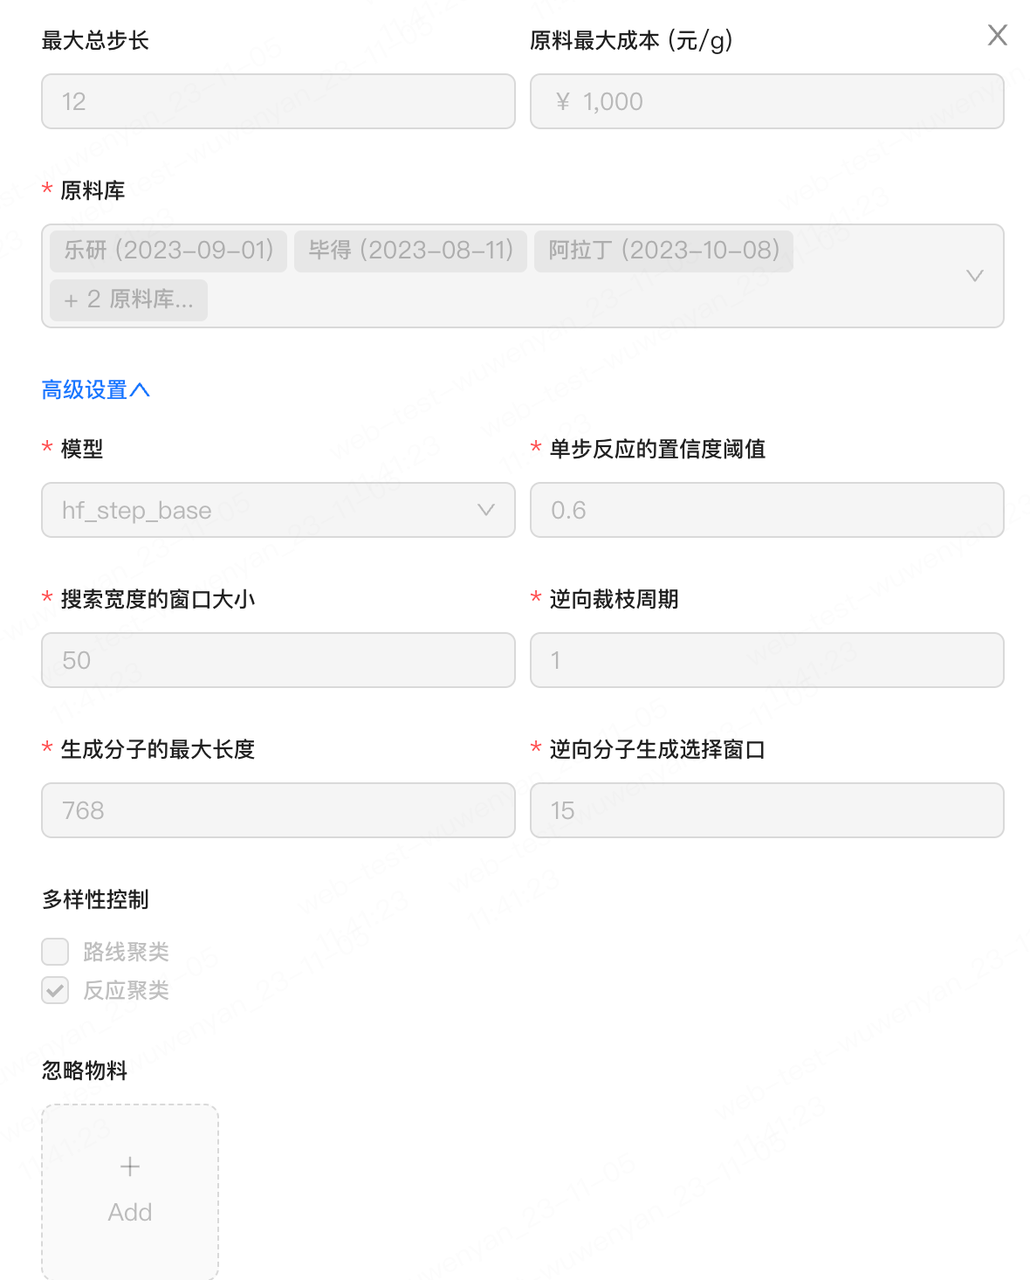 最大总步长
原料最大成本 (元/g)
12
¥ 1,000
* 原料库
乐研 (2023-09-01)
毕得 (2023-08-11)
阿拉丁 (2023-10-08)
+ 2 原料库...
高级设置
* 模型
* 单步反应的置信度阈值
hf_step_base
0.6
* 搜索宽度的窗口大小
* 逆向裁枝周期
50
1
* 生成分子的最大长度
* 逆向分子生成选择窗口
768
15
多样性控制
路线聚类
反应聚类
忽略物料
+
Add